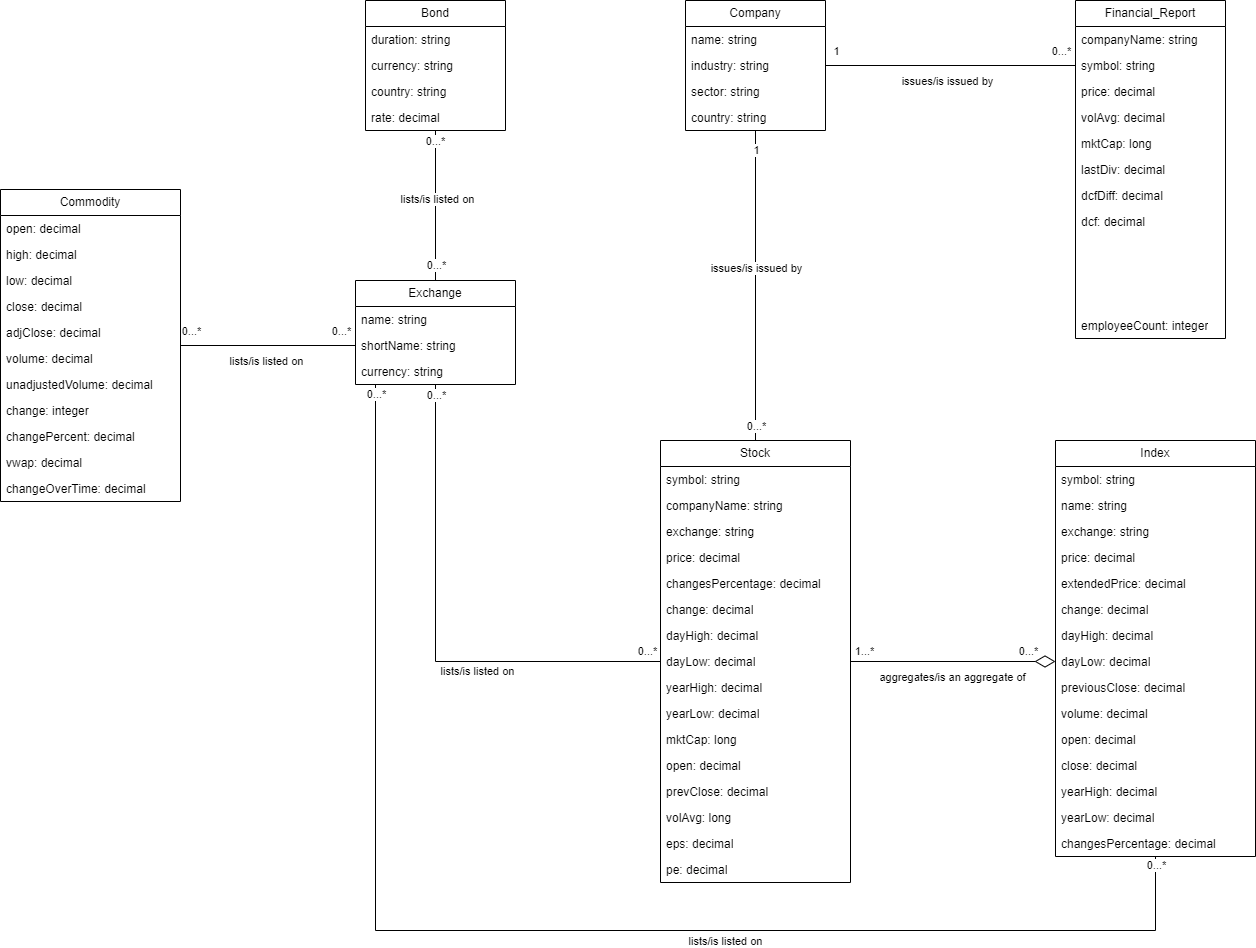 Bond
duration: string
currency: string
country: string
rate: decimal
0...*
lists/is listed on
0...*
Company
name: string
industry: string
sector: string
country: string
1
0...*
issues/is issued by
Financial_Report
companyName: string
symbol: string
price: decimal
volAvg: decimal
mktCap: long
lastDiv: decimal
dcfDiff: decimal
dcf: decimal
employeeCount: integer
1
issues/is issued by
0...*
Commodity
open: decimal
high: decimal
low: decimal
close: decimal
adjClose: decimal
volume: decimal
unadjustedVolume: decimal
change: integer
changePercent: decimal
vwap: decimal
changeOverTime: decimal
0...*
0...*
lists/is listed on
Exchange
name: string
shortName: string
currency: string
0...*
0...*
Stock
symbol: string
companyName: string
exchange: string
price: decimal
changesPercentage: decimal
change: decimal
dayHigh: decimal
dayLow: decimal
yearHigh: decimal
yearLow: decimal
mktCap: long
open: decimal
prevClose: decimal
volAvg: long
eps: decimal
pe: decimal
0...*
lists/is listed on
1...*
0...*
aggregates/is an aggregate of
Index
symbol: string
name: string
exchange: string
price: decimal
extendedPrice: decimal
change: decimal
dayHigh: decimal
dayLow: decimal
previousClose: decimal
volume: decimal
open: decimal
close: decimal
yearHigh: decimal
yearLow: decimal
changesPercentage: decimal
0...*
lists/is listed on